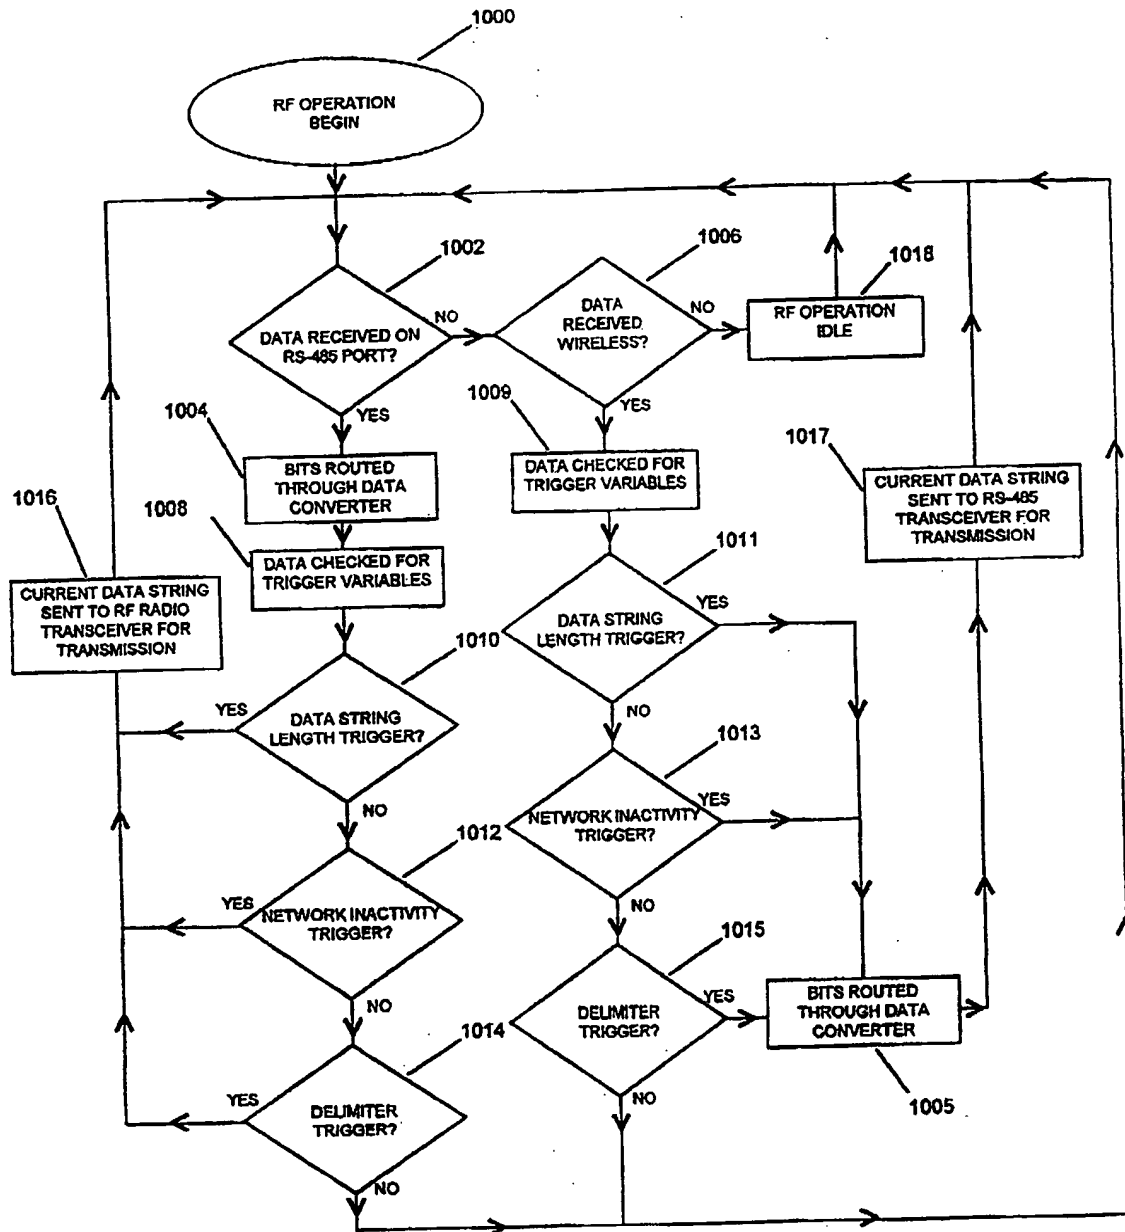 1000
RF OPERATION
BEGIN
1002
1006
1018
DATA RECEIVED ON
RS-485 PORT?
NO
DATA
RECEIVED
WIRELESS?
NO
RF OPERATION
IDLE
YES
YES
1004
BITS ROUTED
THROUGH DATA
CONVERTER
1009
DATA CHECKED FOR
TRIGGER VARIABLES
1017
CURRENT DATA STRING
SENT TO RS-485
TRANSCEIVER FOR
TRANSMISSION
1016
CURRENT DATA STRING
SENT TO RF RADIO
TRANSCEIVER FOR
TRANSMISSION
1008
DATA CHECKED FOR
TRIGGER VARIABLES
1011
DATA STRING
LENGTH TRIGGER?
YES
NO
1010
DATA STRING
LENGTH TRIGGER?
YES
NO
1013
NETWORK INACTIVITY
TRIGGER?
YES
NO
1012
NETWORK INACTIVITY
TRIGGER?
YES
NO
1015
DELIMITER
TRIGGER?
YES
NO
BITS ROUTED
THROUGH DATA
CONVERTER
1005
1014
DELIMITER
TRIGGER?
YES
NO